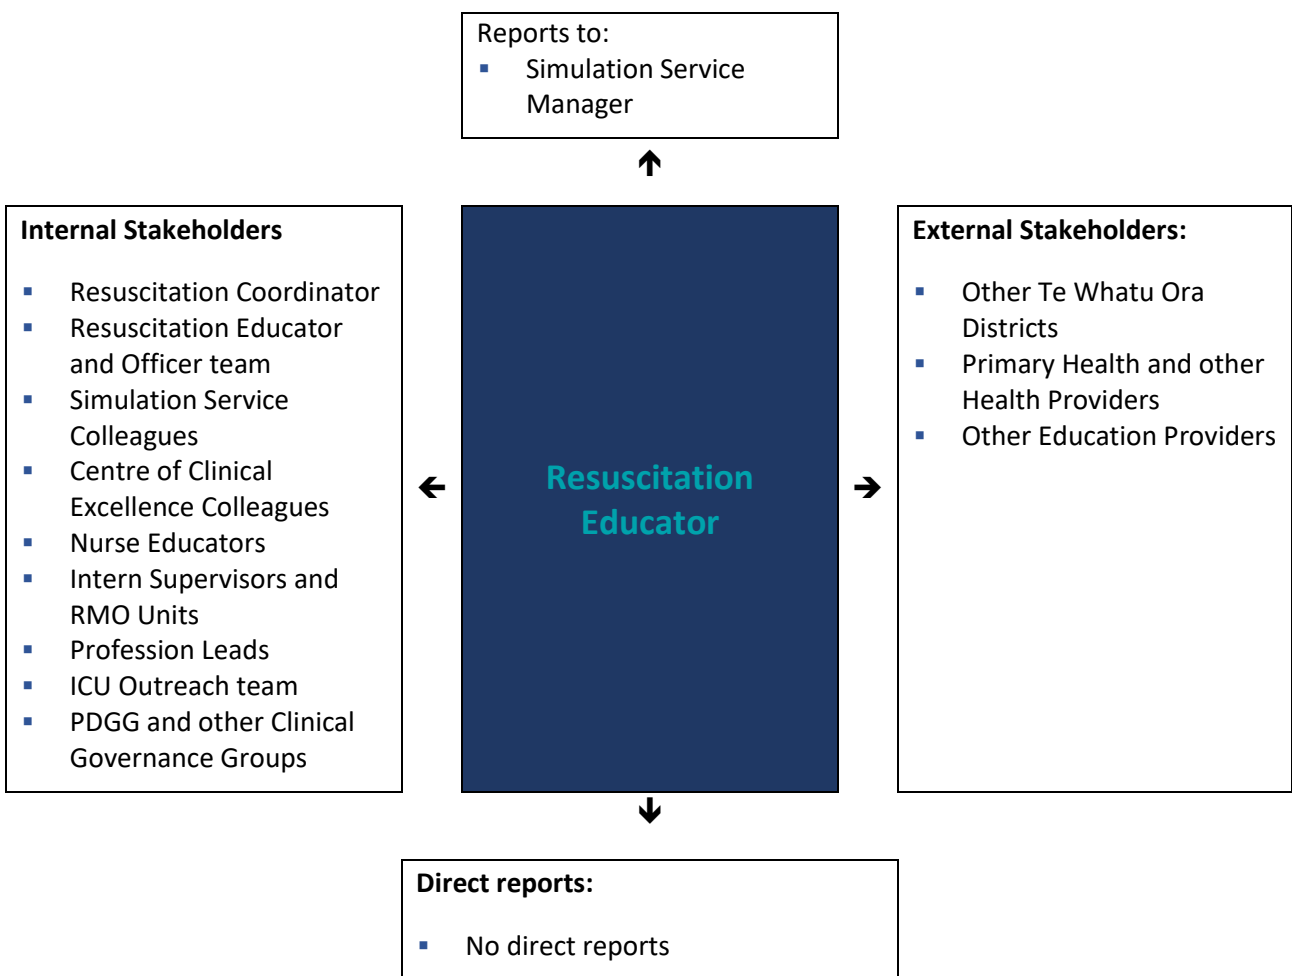 Reports to:
▪ Simulation Service
Manager
Internal Stakeholders
▪ Resuscitation Coordinator
▪ Resuscitation Educator
and Officer team
▪ Simulation Service
Colleagues
▪ Centre of Clinical
Excellence Colleagues
▪ Nurse Educators
▪ Intern Supervisors and
RMO Units
▪ Profession Leads
▪ ICU Outreach team
▪ PDGG and other Clinical
Governance Groups
Resuscitation
Educator
External Stakeholders:
▪ Other Te Whatu Ora
Districts
▪ Primary Health and other
Health Providers
▪ Other Education Providers
Direct reports:
▪ No direct reports